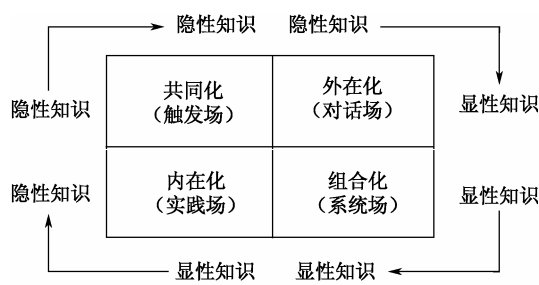 隐性知识 隐性知识
隐性知识 共同化 外在化 显性知识
（触发场） （对话场）
隐性知识 内在化 组合化 显性知识
（实践场） （系统场）
显性知识 显性知识